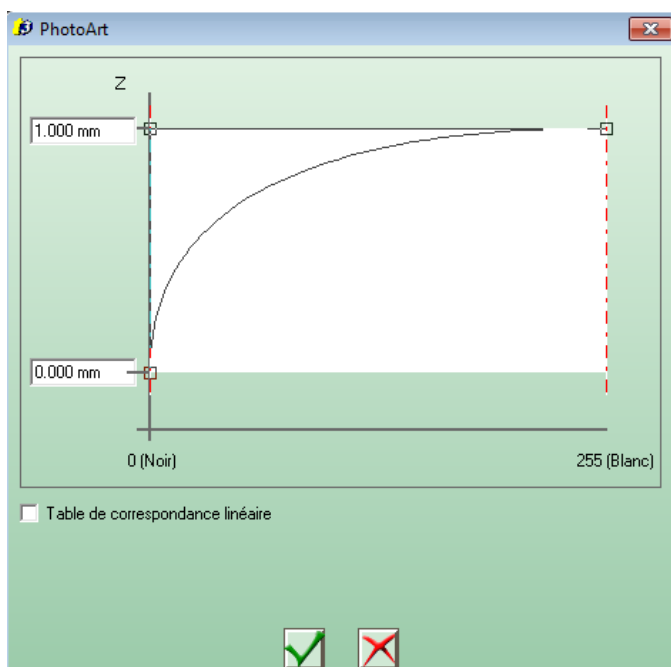 PhotoArt
Z
1.000 mm
0.000 mm
0 (Noir)
255 (Blanc)
Table de correspondance linéaire